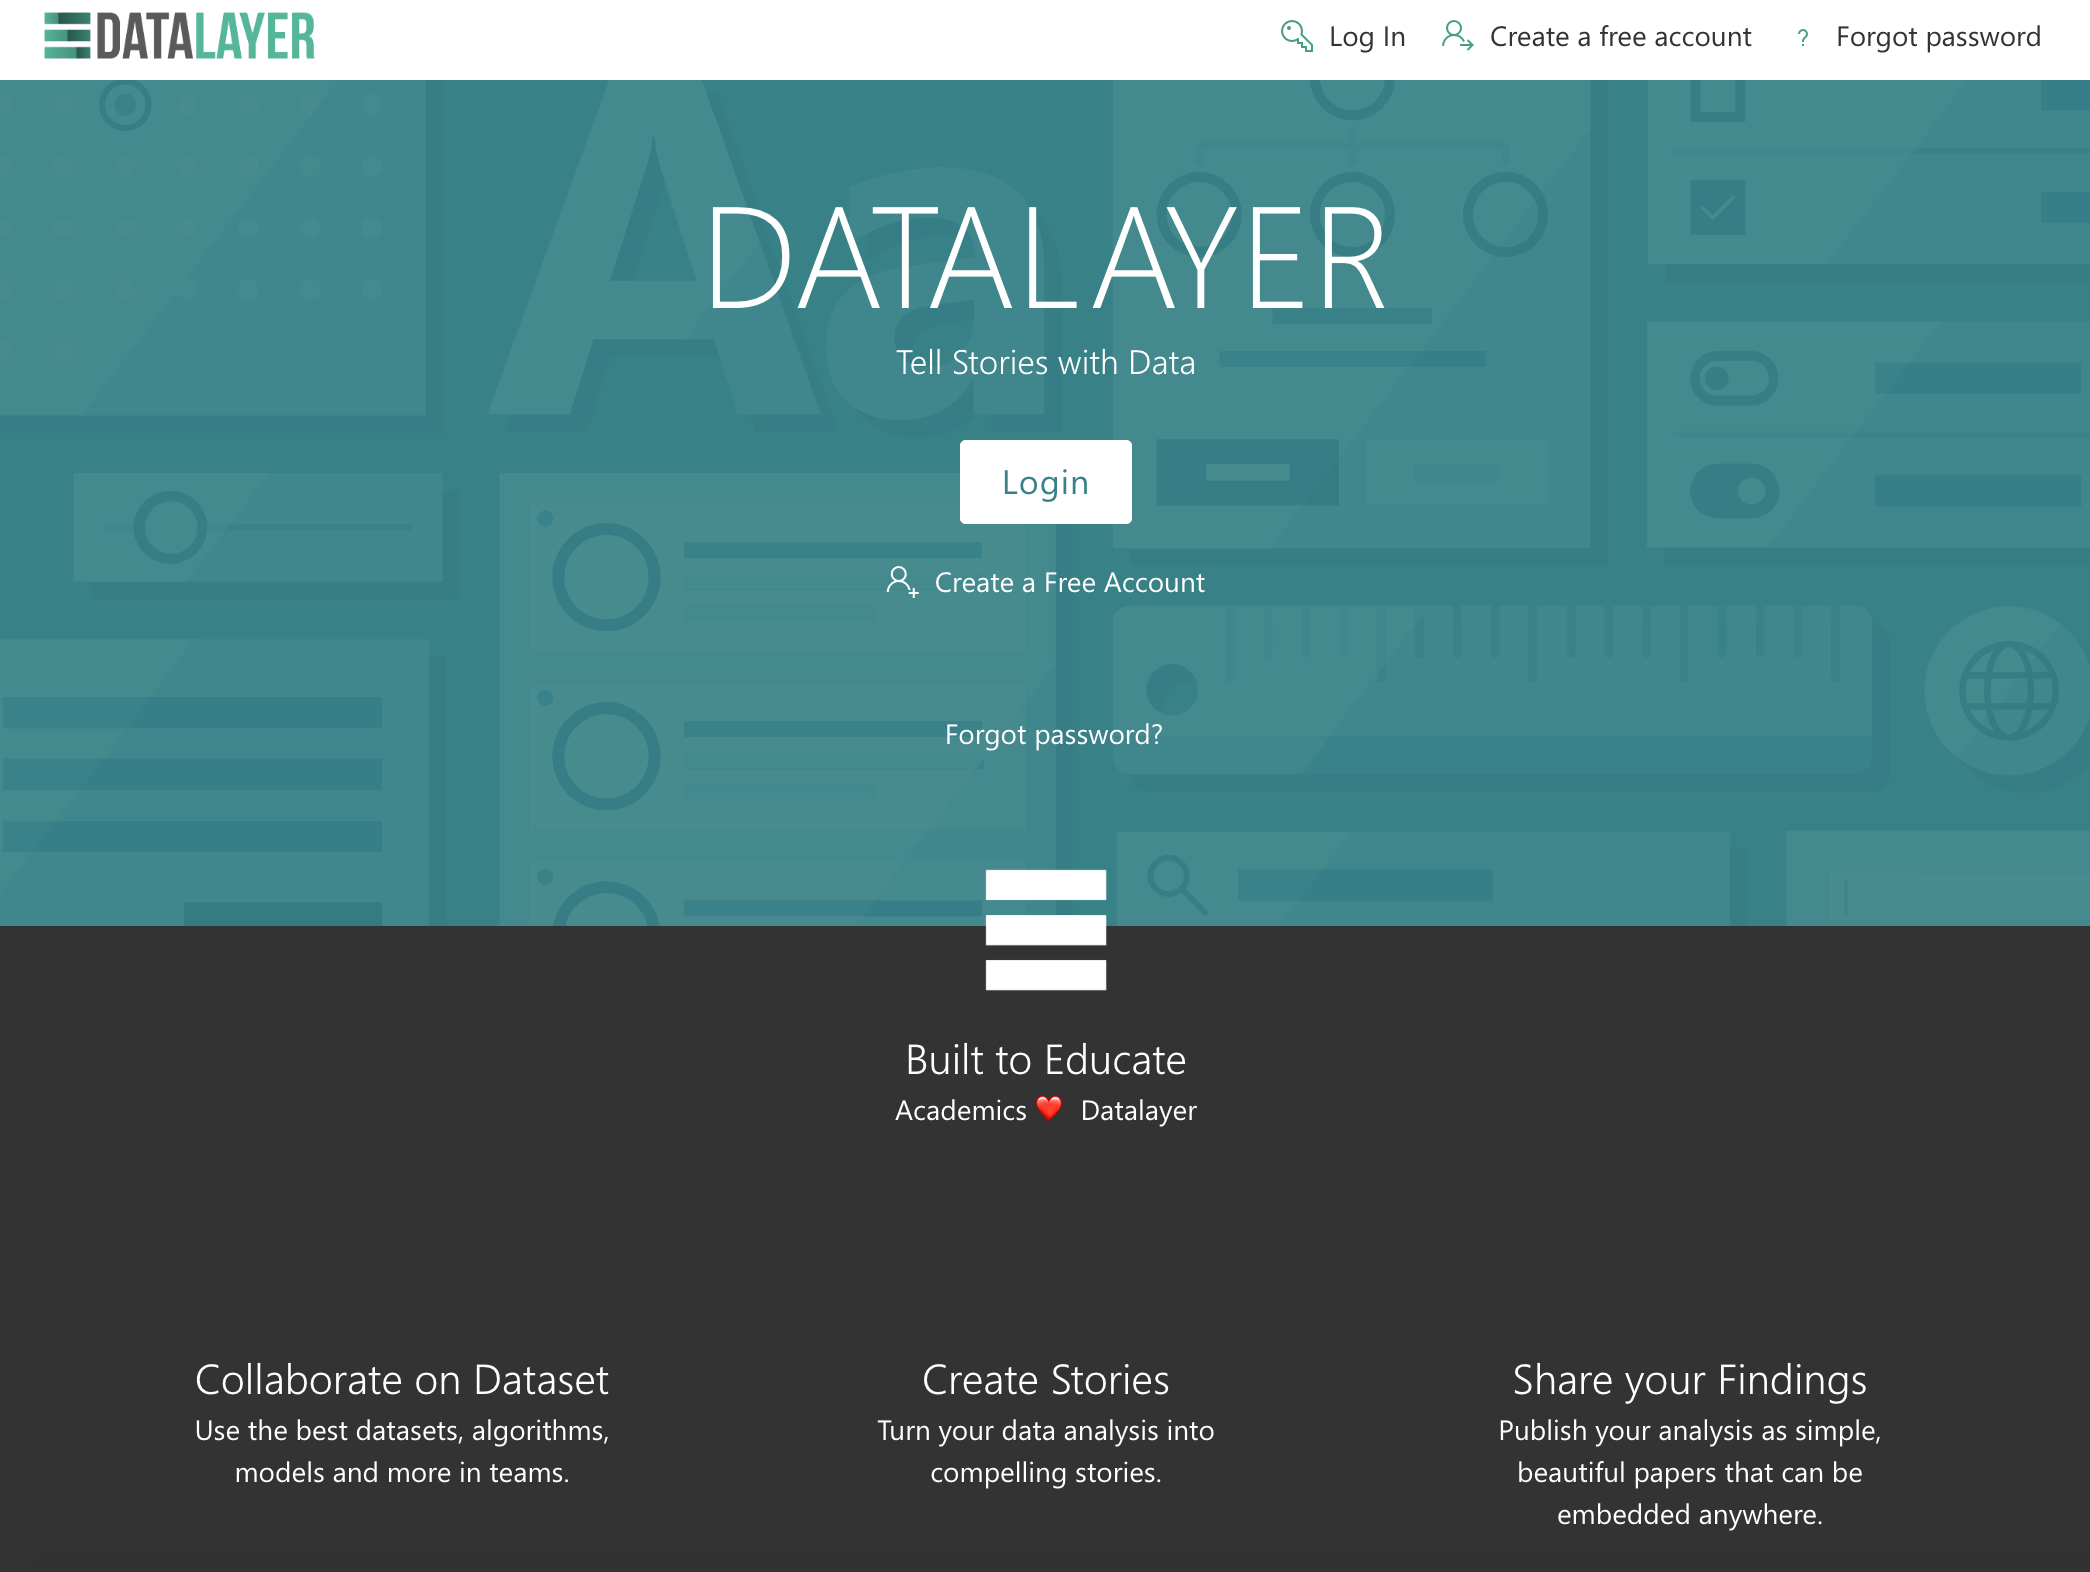 DATALAYER
Log In
Create a free account
? Forgot password
Aa
DATALAYER
Tell Stories with Data
Login
Create a Free Account
Forgot password?
Built to Educate
Academics ❤️ Datalayer
Collaborate on Dataset
Use the best datasets, algorithms,
models and more in teams.
Create Stories
Turn your data analysis into
compelling stories.
Share your Findings
Publish your analysis as simple,
beautiful papers that can be
embedded anywhere.